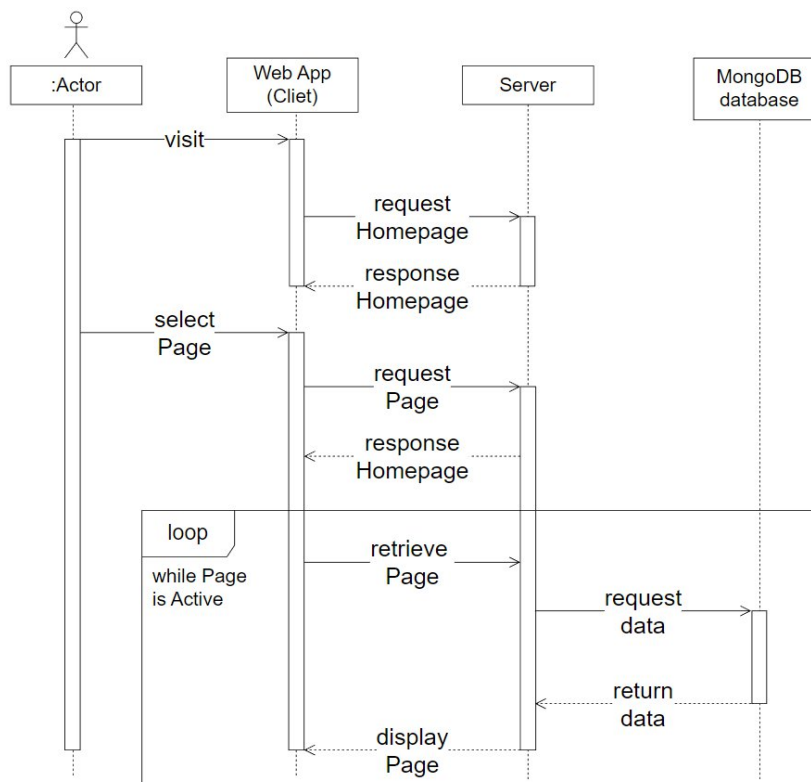 :Actor
Web App
(Cliet)
Server
MongoDB
database
visit
request
Homepage
response
Homepage
select
Page
request
Page
response
Homepage
loop
while Page
is Active
retrieve
Page
request
data
return
data
display
Page